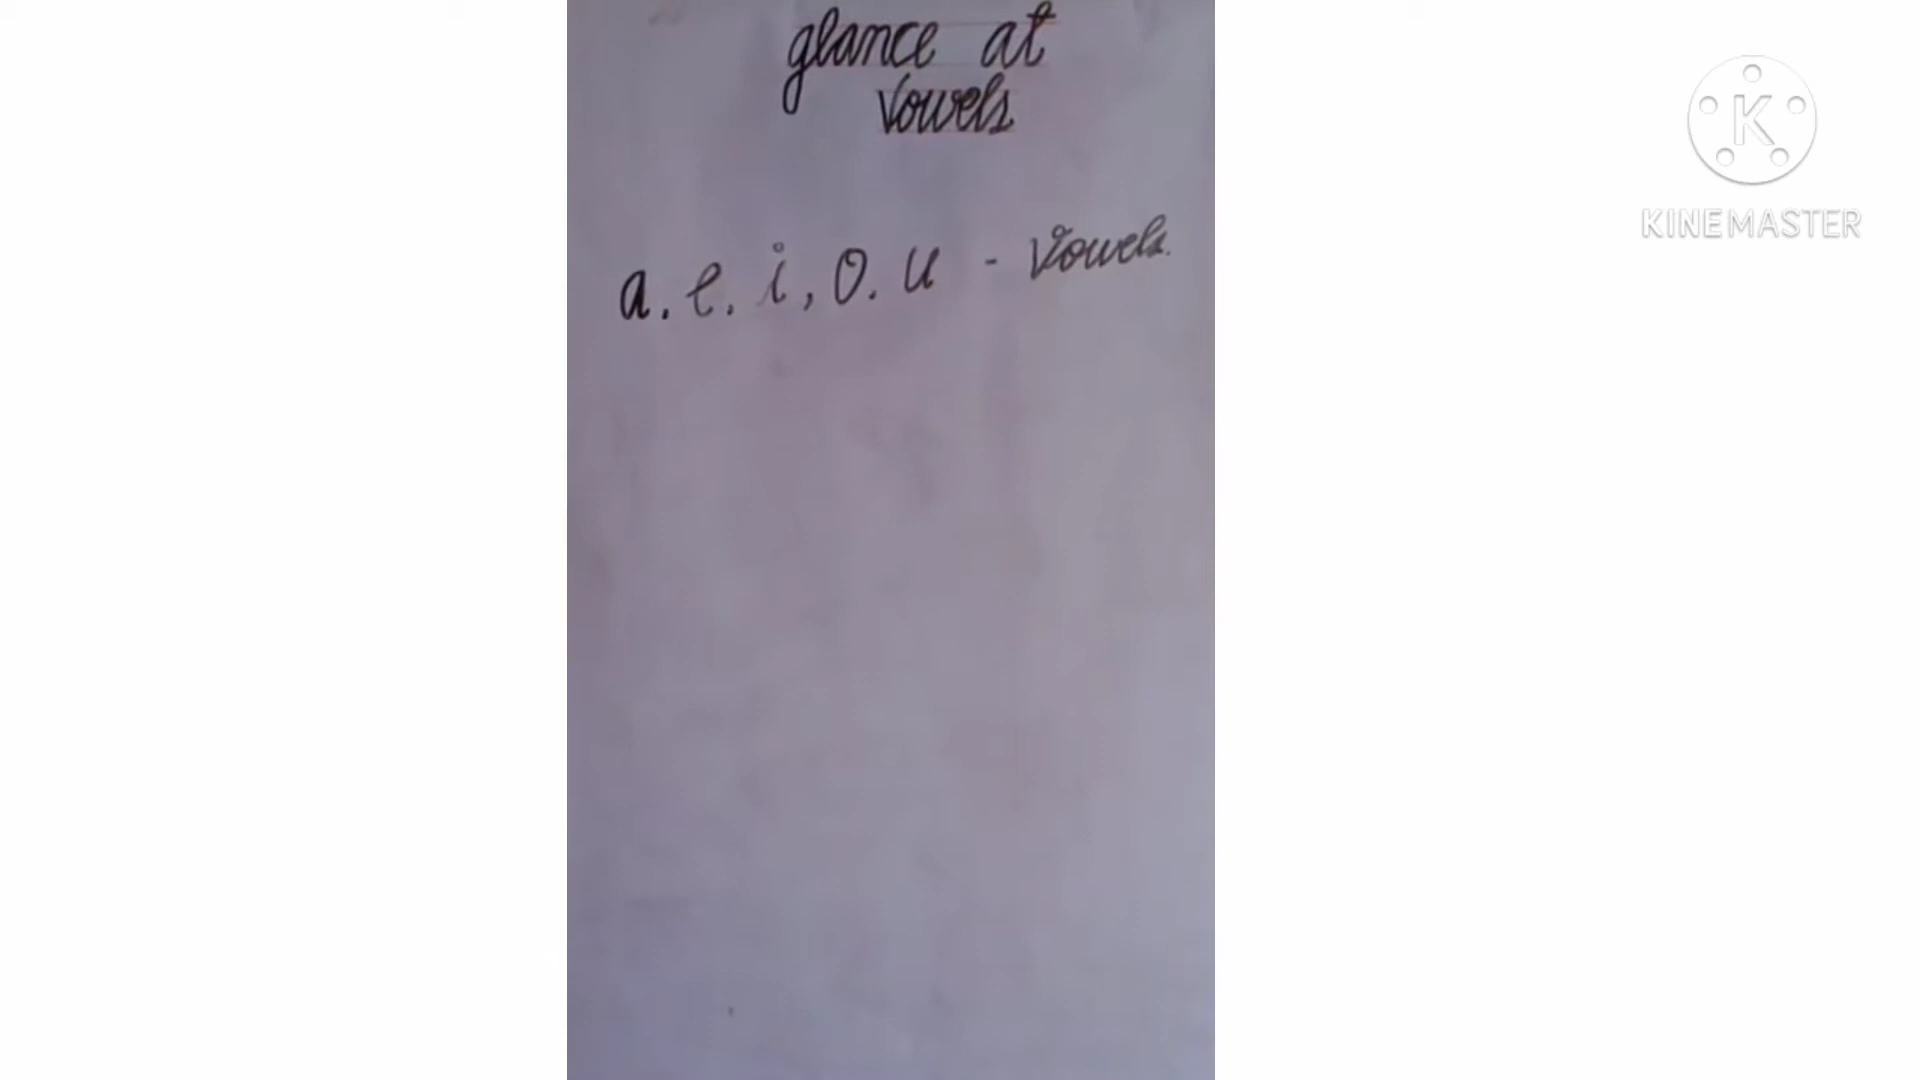 glance at
Vowels
a. e. i, o. u - Vowels.
K
KINEMASTER